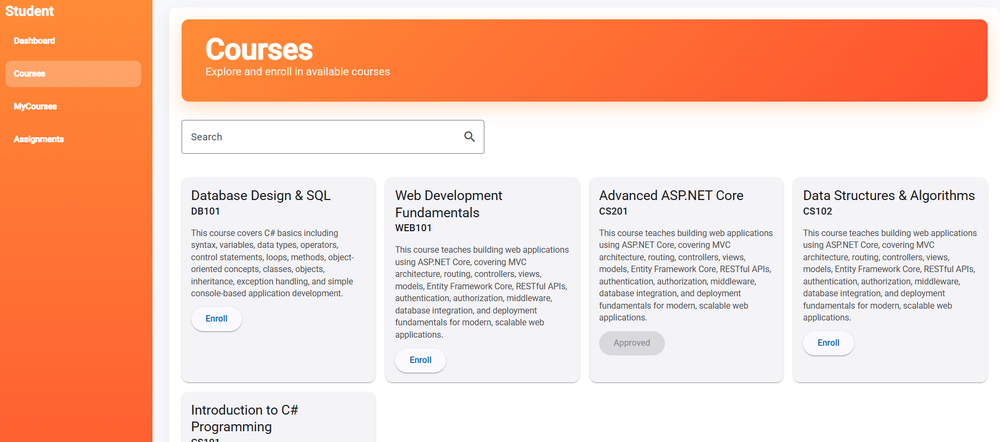 Student
Dashboard
Courses
MyCourses
Assignments
Courses
Explore and enroll in available courses
Search
Database Design & SQL
DB101
This course covers C# basics including
syntax, variables, data types, operators,
control statements, loops, methods, object-
oriented concepts, classes, objects,
inheritance, exception handling, and simple
console-based application development.
Enroll
Web Development
Fundamentals
WEB101
This course teaches building web applications
using ASP.NET Core, covering MVC
architecture, routing, controllers, views,
models, Entity Framework Core, RESTful APIs,
authentication, authorization, middleware,
database integration, and deployment
fundamentals for modern, scalable web
applications.
Enroll
Advanced ASP.NET Core
CS201
This course teaches building web applications
using ASP.NET Core, covering MVC
architecture, routing, controllers, views,
models, Entity Framework Core, RESTful APIs,
authentication, authorization, middleware,
database integration, and deployment
fundamentals for modern, scalable web
applications.
Approved
Data Structures & Algorithms
CS102
This course teaches building web applications
using ASP.NET Core, covering MVC
architecture, routing, controllers, views,
models, Entity Framework Core, RESTful APIs,
authentication, authorization, middleware,
database integration, and deployment
fundamentals for modern, scalable web
applications.
Enroll
Introduction to C#
Programming
CS101